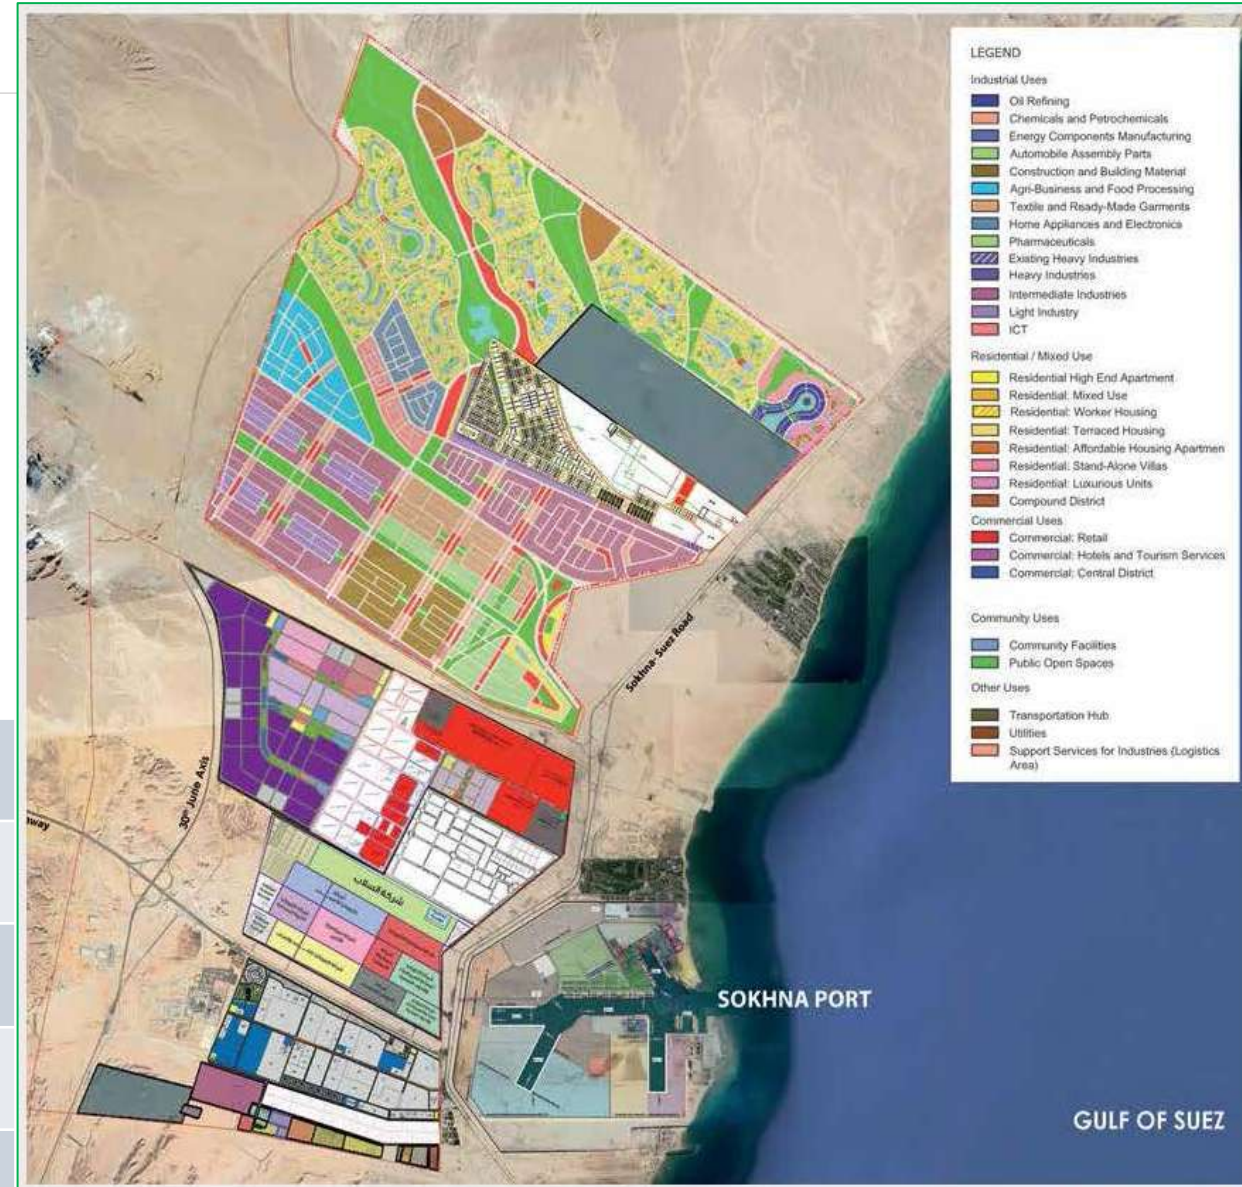 LEGEND
Industrial Uses
Oil Refining
Chemicals and Petrochemicals
Energy Components Manufacturing
Automobile Assembly Parts
Construction and Building Material
Agri-Business and Food Processing
Textile and Ready-Made Garments
Home Appliances and Electronics
Pharmaceuticals
Existing Heavy Industries
Heavy Industries
Intermediate Industries
Light Industry
ICT
Residential / Mixed Use
Residential High End Apartment
Residential: Mixed Use
Residential: Worker Housing
Residential: Terraced Housing
Residential: Affordable Housing Apartmen
Residential: Stand-Alone Villas
Residential: Luxurious Units
Compound District
Commercial Uses
Commercial: Retail
Commercial: Hotels and Tourism Services
Commercial: Central District
Community Uses
Community Facilities
Public Open Spaces
Other Uses
Transportation Hub
Utilities
Support Services for Industries (Logistics
Area)
Sokhna- Suez Road
30th June Axis
way
شركة السلاب
SOKHNA PORT
GULF OF SUEZ